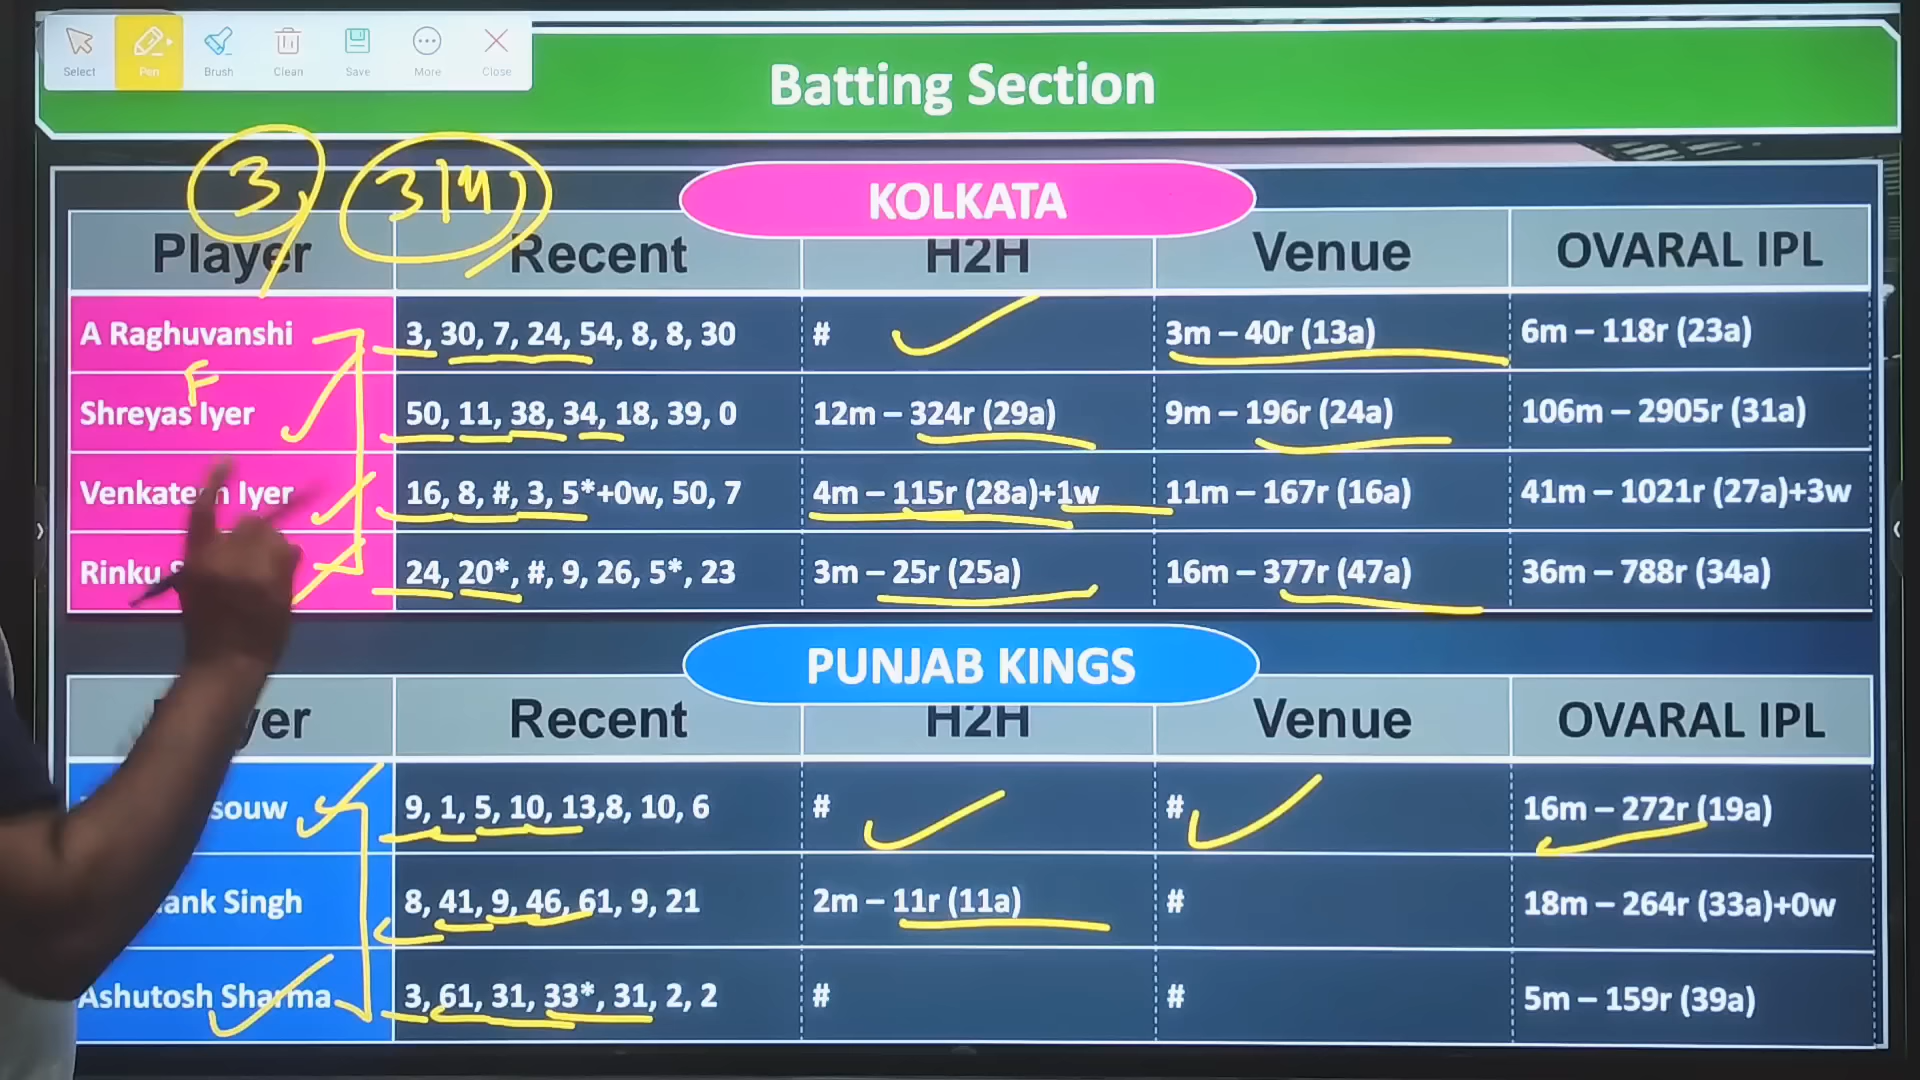 Select Pen Brush Clean Save More Close
Batting Section
3 3/4
KOLKATA
Player Recent H2H Venue OVARAL IPL
A Raghuvanshi 3, 30, 7, 24, 54, 8, 8, 30 # 3m – 40r (13a) 6m – 118r (23a)
F
Shreyas Iyer 50, 11, 38, 34, 18, 39, 0 12m – 324r (29a) 9m – 196r (24a) 106m – 2905r (31a)
Iyer 16, 8, #, 3, 5*+0w, 50, 7 4m – 115r (28a)+1w 11m – 167r (16a) 41m – 1021r (27a)+3w
Rinku 24, 20*, #, 9, 26, 5*, 23 3m – 25r (25a) 16m – 377r (47a) 36m – 788r (34a)
PUNJAB KINGS
yer Recent H2H Venue OVARAL IPL
souw 9, 1, 5, 10, 13,8, 10, 6 # # 16m – 272r (19a)
ank Singh 8, 41, 9, 46, 61, 9, 21 2m – 11r (11a) # 18m – 264r (33a)+0w
Ashutosh Sharma 3, 61, 31, 33*, 31, 2, 2 # # 5m – 159r (39a)